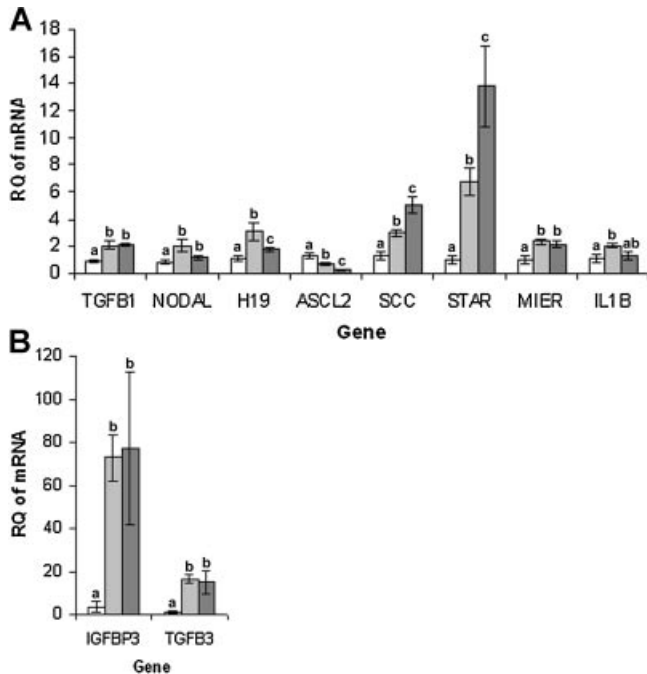 A
RQ of mRNA
18
16
14
12
10
8
6
4
2
0
a b b a b b a b c a b c a b c a b c a b b a b ab
TGFB1 NODAL H19 ASCL2 SCC STAR MIER IL1B
Gene
B
RQ of mRNA
120
100
80
60
40
20
0
a b b a b b
IGFBP3 TGFB3
Gene